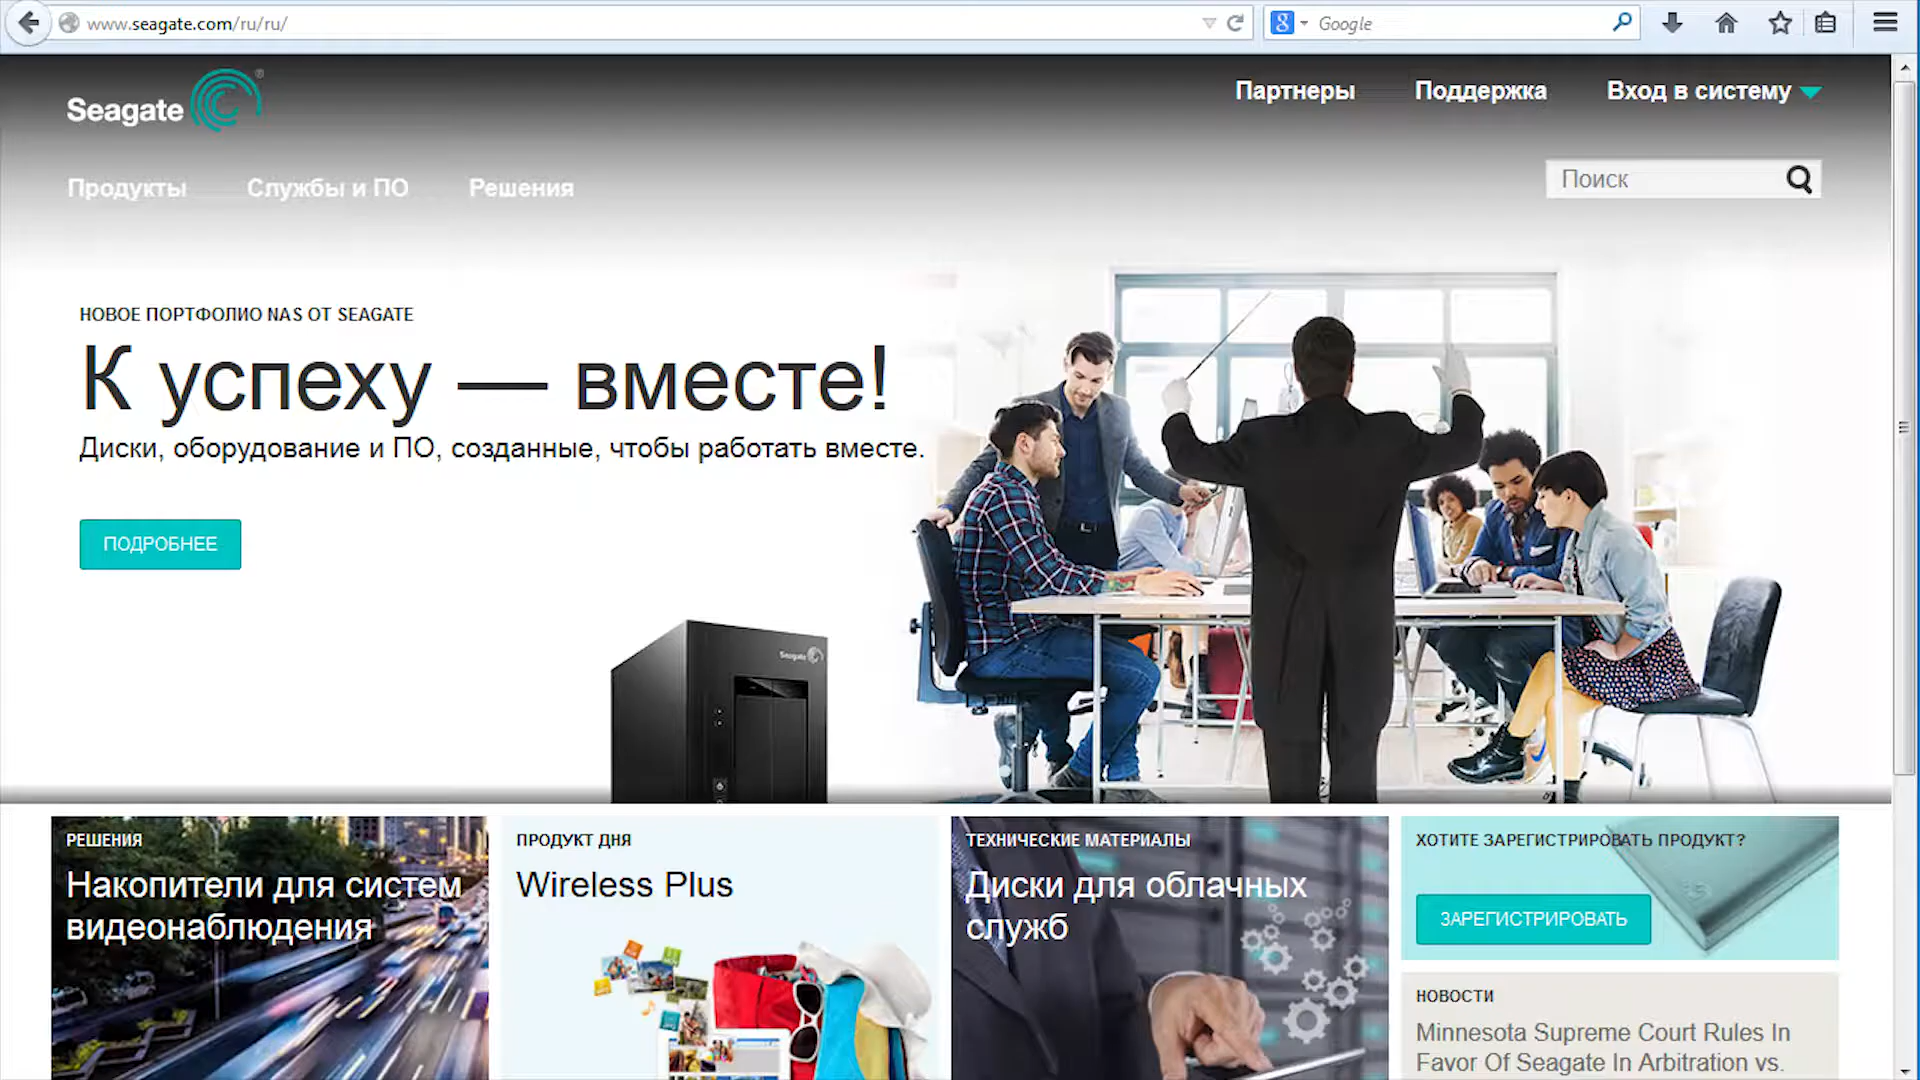 www.seagate.com/ru/ru/
Google
Seagate
Партнеры
Поддержка
Вход в систему
Продукты
Службы и ПО
Решения
Поиск
НОВОЕ ПОРТФОЛИО NAS ОТ SEAGATE
К успеху — вместе!
Диски, оборудование и ПО, созданные, чтобы работать вместе.
ПОДРОБНЕЕ
Seagate
РЕШЕНИЯ
Накопители для систем
видеонаблюдения
ПРОДУКТ ДНЯ
Wireless Plus
ТЕХНИЧЕСКИЕ МАТЕРИАЛЫ
Диски для облачных
служб
ХОТИТЕ ЗАРЕГИСТРИРОВАТЬ ПРОДУКТ?
ЗАРЕГИСТРИРОВАТЬ
НОВОСТИ
Minnesota Supreme Court Rules In
Favor Of Seagate In Arbitration vs.